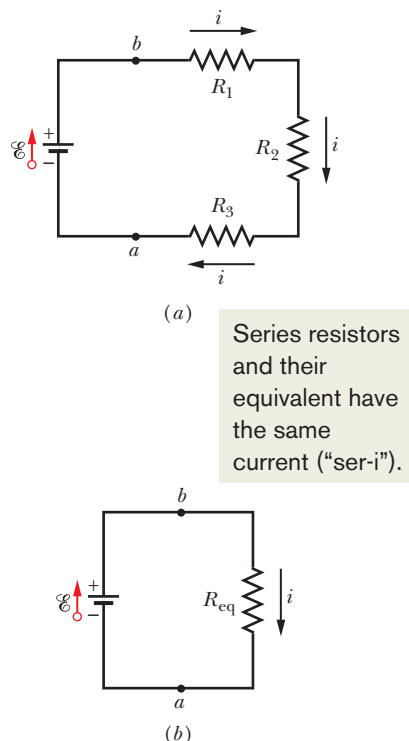 i
b
R1
+
ℰ
−
R2
i
R3
a
i
(a)
Series resistors
and their
equivalent have
the same
current (“ser-i”).
b
+
ℰ
−
Req
i
a
(b)